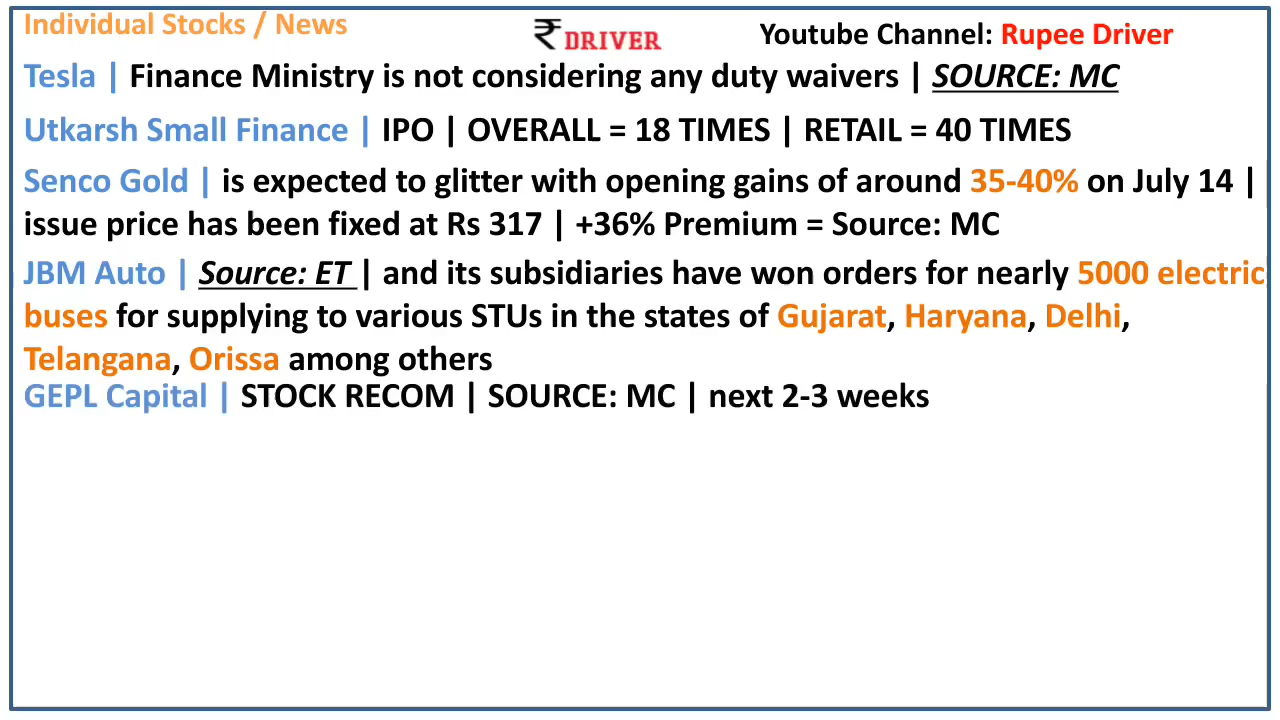 Individual Stocks / News
₹ DRIVER
Youtube Channel: Rupee Driver
Tesla | Finance Ministry is not considering any duty waivers | SOURCE: MC
Utkarsh Small Finance | IPO | OVERALL = 18 TIMES | RETAIL = 40 TIMES
Senco Gold | is expected to glitter with opening gains of around 35-40% on July 14 |
issue price has been fixed at Rs 317 | +36% Premium = Source: MC
JBM Auto | Source: ET | and its subsidiaries have won orders for nearly 5000 electric
buses for supplying to various STUs in the states of Gujarat, Haryana, Delhi,
Telangana, Orissa among others
GEPL Capital | STOCK RECOM | SOURCE: MC | next 2-3 weeks